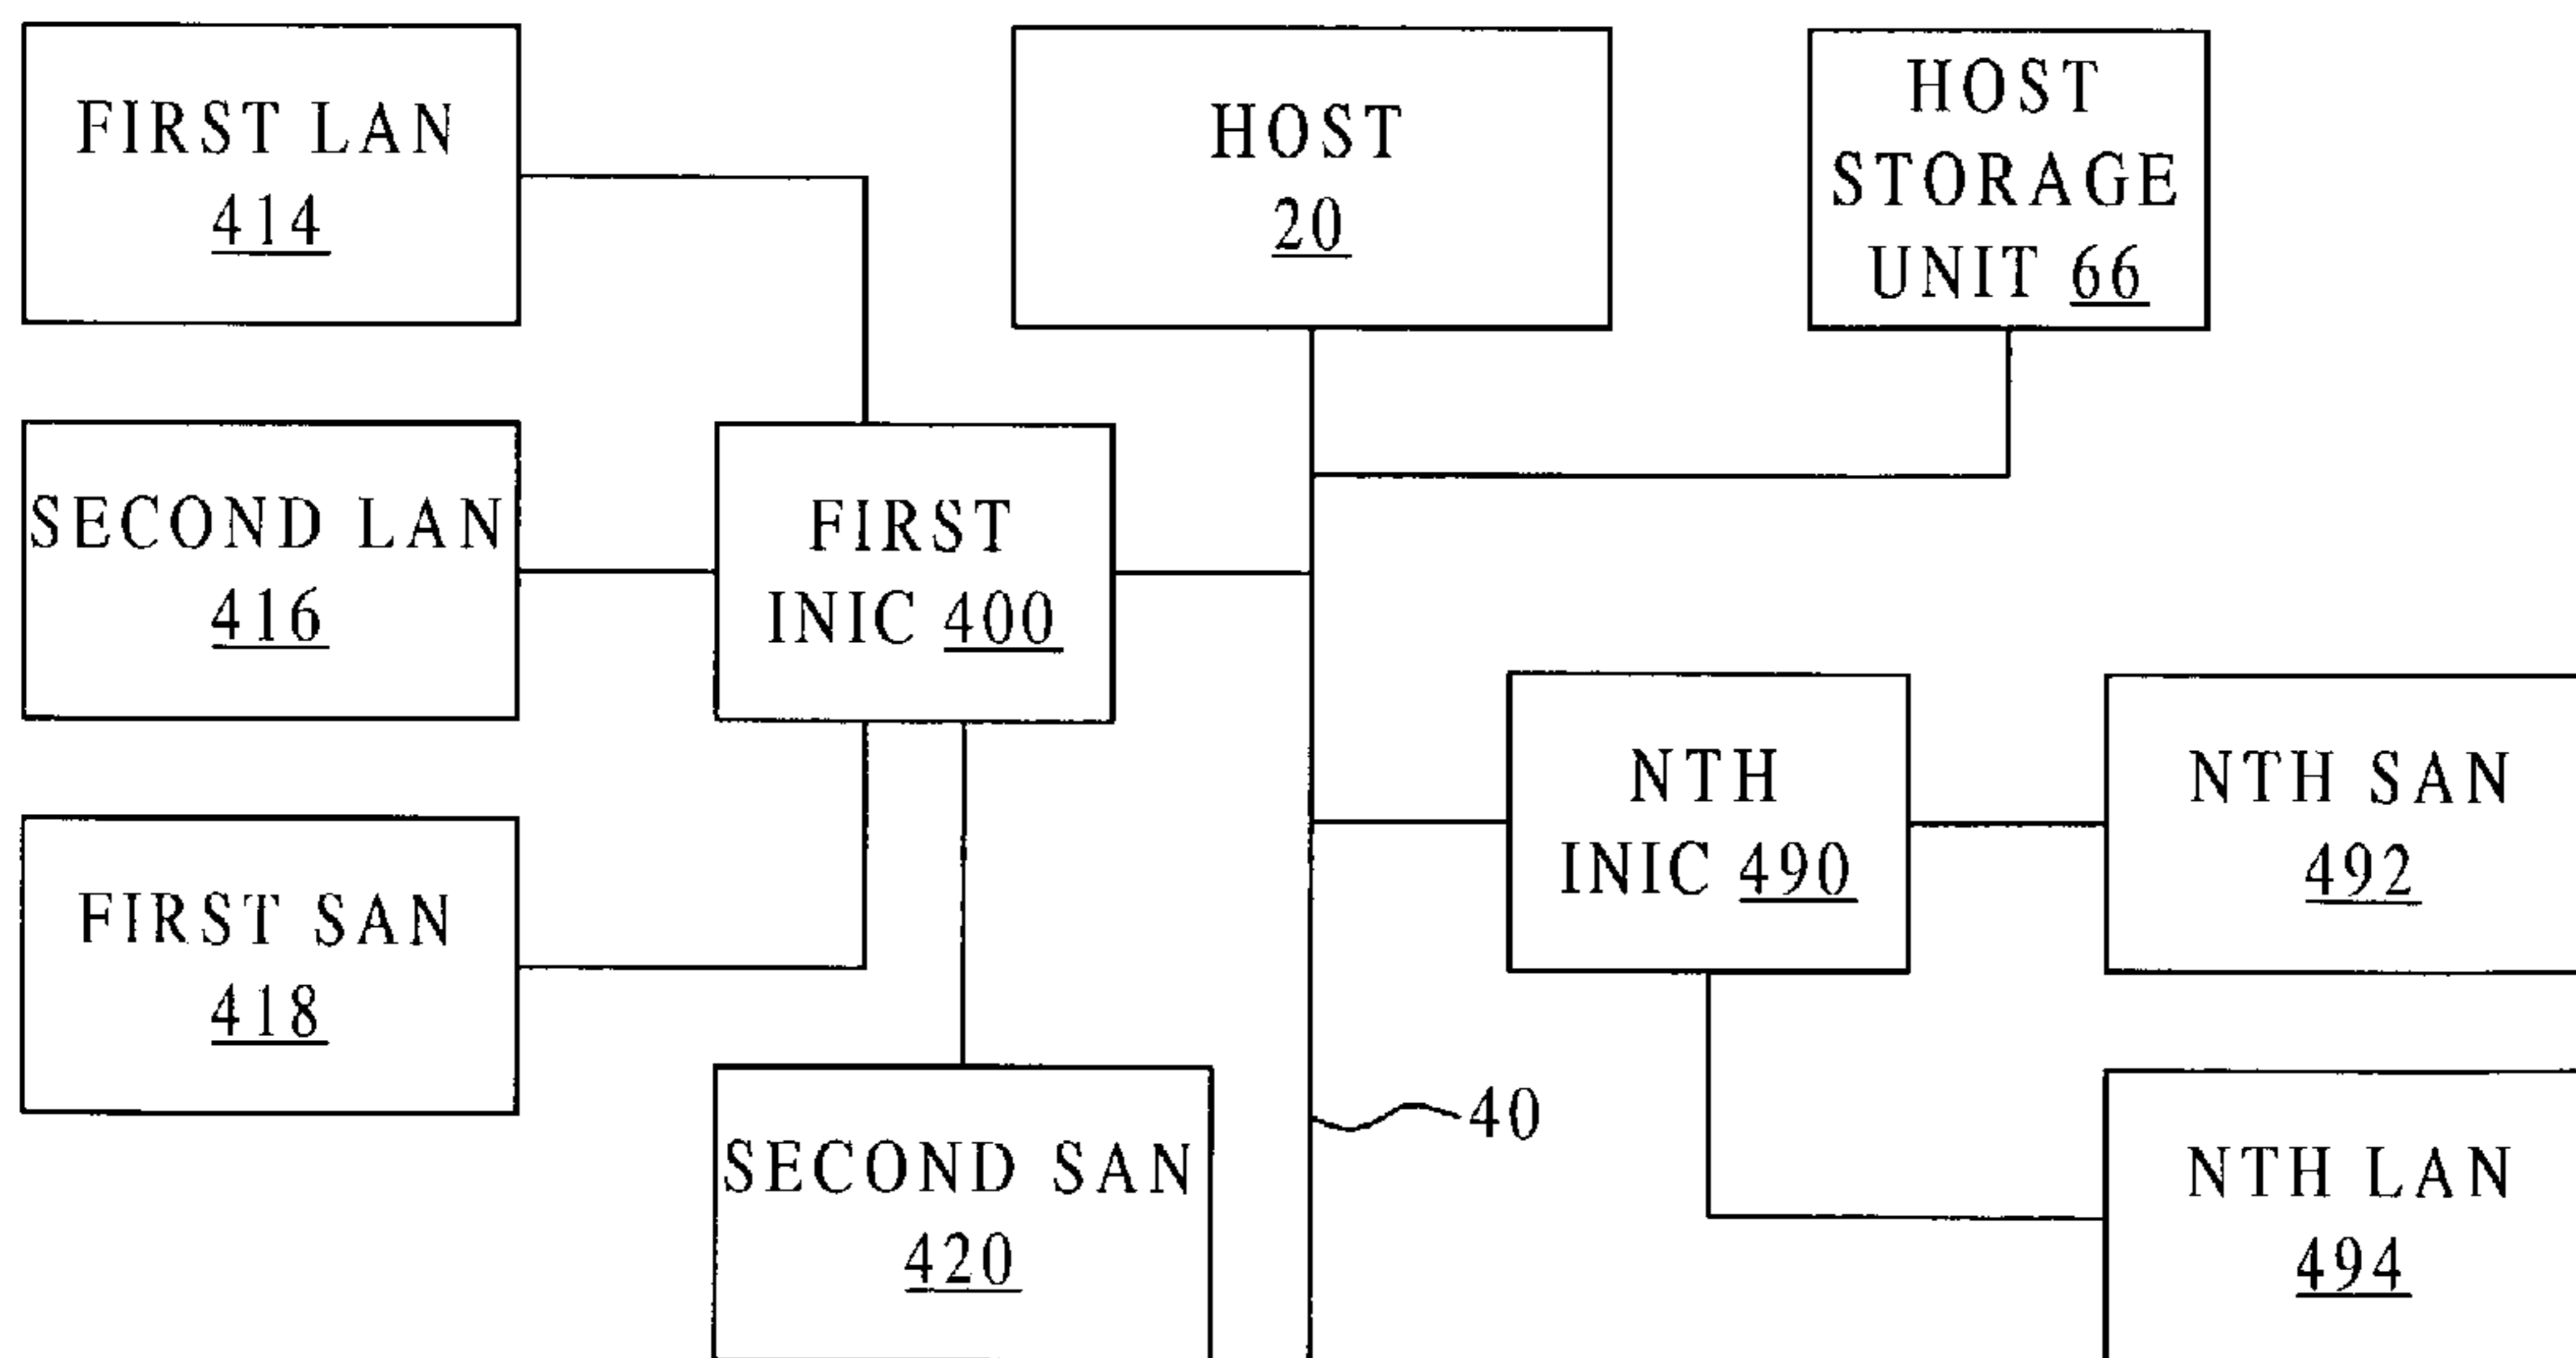 FIRST LAN
414
HOST
20
HOST
STORAGE
UNIT 66
SECOND LAN
416
FIRST
INIC 400
FIRST SAN
418
NTH
INIC 490
NTH SAN
492
SECOND SAN
420
40
NTH LAN
494